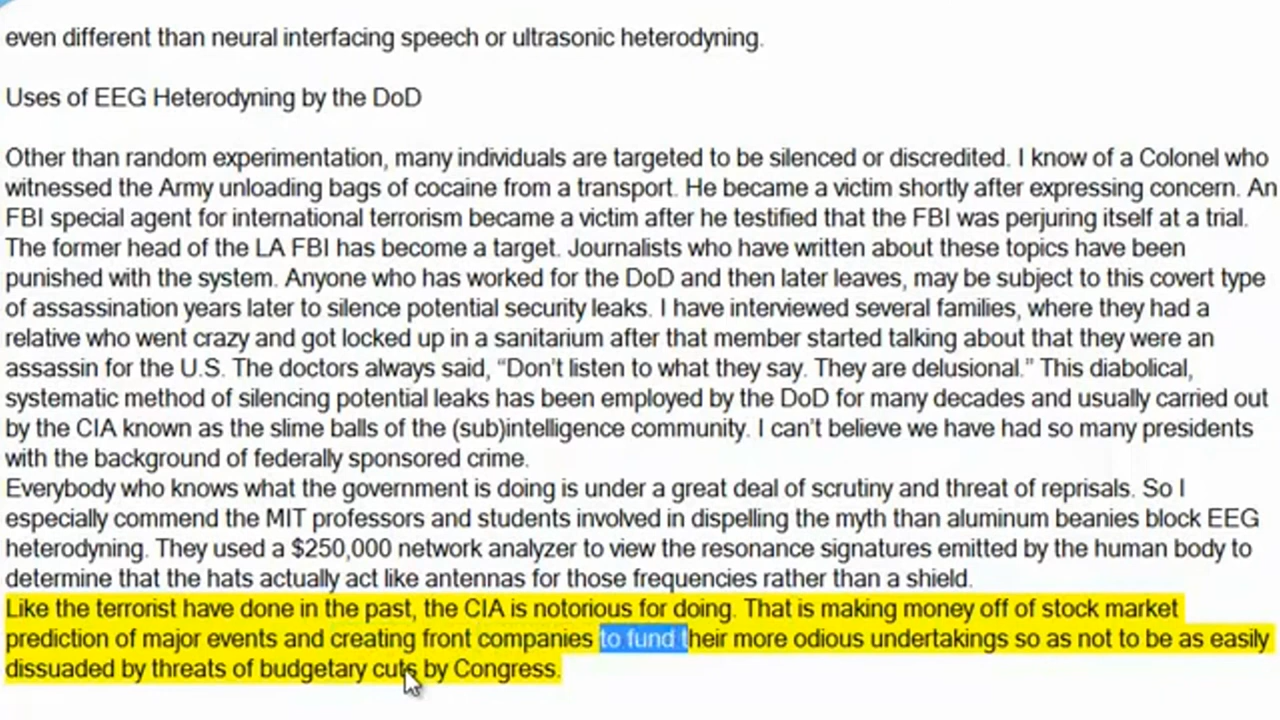 even different than neural interfacing speech or ultrasonic heterodyning.
Uses of EEG Heterodyning by the DoD
Other than random experimentation, many individuals are targeted to be silenced or discredited. I know of a Colonel who
witnessed the Army unloading bags of cocaine from a transport. He became a victim shortly after expressing concern. An
FBI special agent for international terrorism became a victim after he testified that the FBI was perjuring itself at a trial.
The former head of the LA FBI has become a target. Journalists who have written about these topics have been
punished with the system. Anyone who has worked for the DoD and then later leaves, may be subject to this covert type
of assassination years later to silence potential security leaks. I have interviewed several families, where they had a
relative who went crazy and got locked up in a sanitarium after that member started talking about that they were an
assassin for the U.S. The doctors always said, “Don’t listen to what they say. They are delusional.” This diabolical,
systematic method of silencing potential leaks has been employed by the DoD for many decades and usually carried out
by the CIA known as the slime balls of the (sub)intelligence community. I can’t believe we have had so many presidents
with the background of federally sponsored crime.
Everybody who knows what the government is doing is under a great deal of scrutiny and threat of reprisals. So I
especially commend the MIT professors and students involved in dispelling the myth than aluminum beanies block EEG
heterodyning. They used a $250,000 network analyzer to view the resonance signatures emitted by the human body to
determine that the hats actually act like antennas for those frequencies rather than a shield.
Like the terrorist have done in the past, the CIA is notorious for doing. That is making money off of stock market
prediction of major events and creating front companies to fund their more odious undertakings so as not to be as easily
dissuaded by threats of budgetary cuts by Congress.